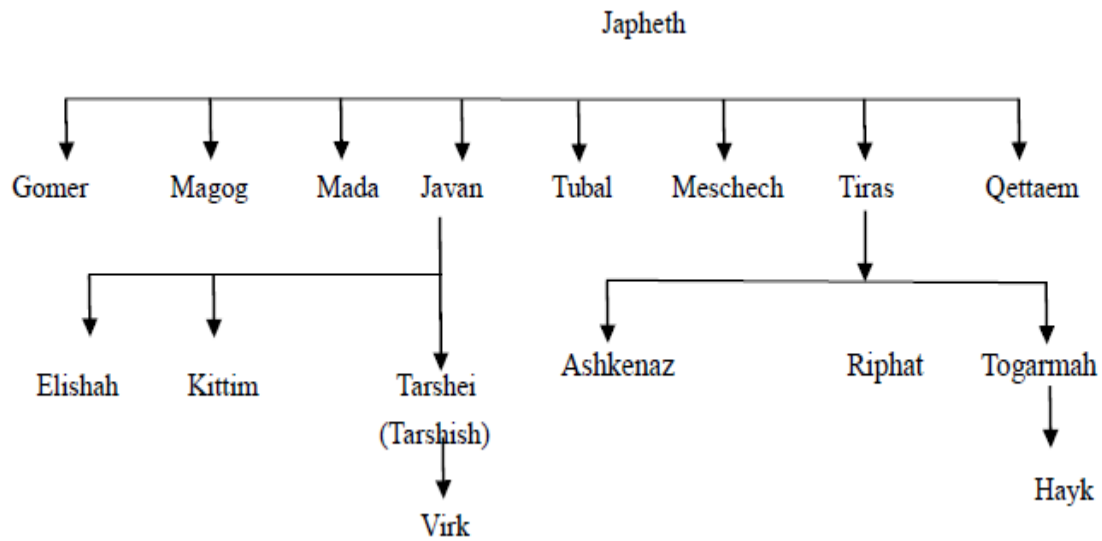 Japheth
Gomer Magog Mada Javan Tubal Meschech Tiras Qettaem
Elishah Kittim Tarshei Ashkenaz Riphat Togarmah
(Tarshish)
Hayk
Virk